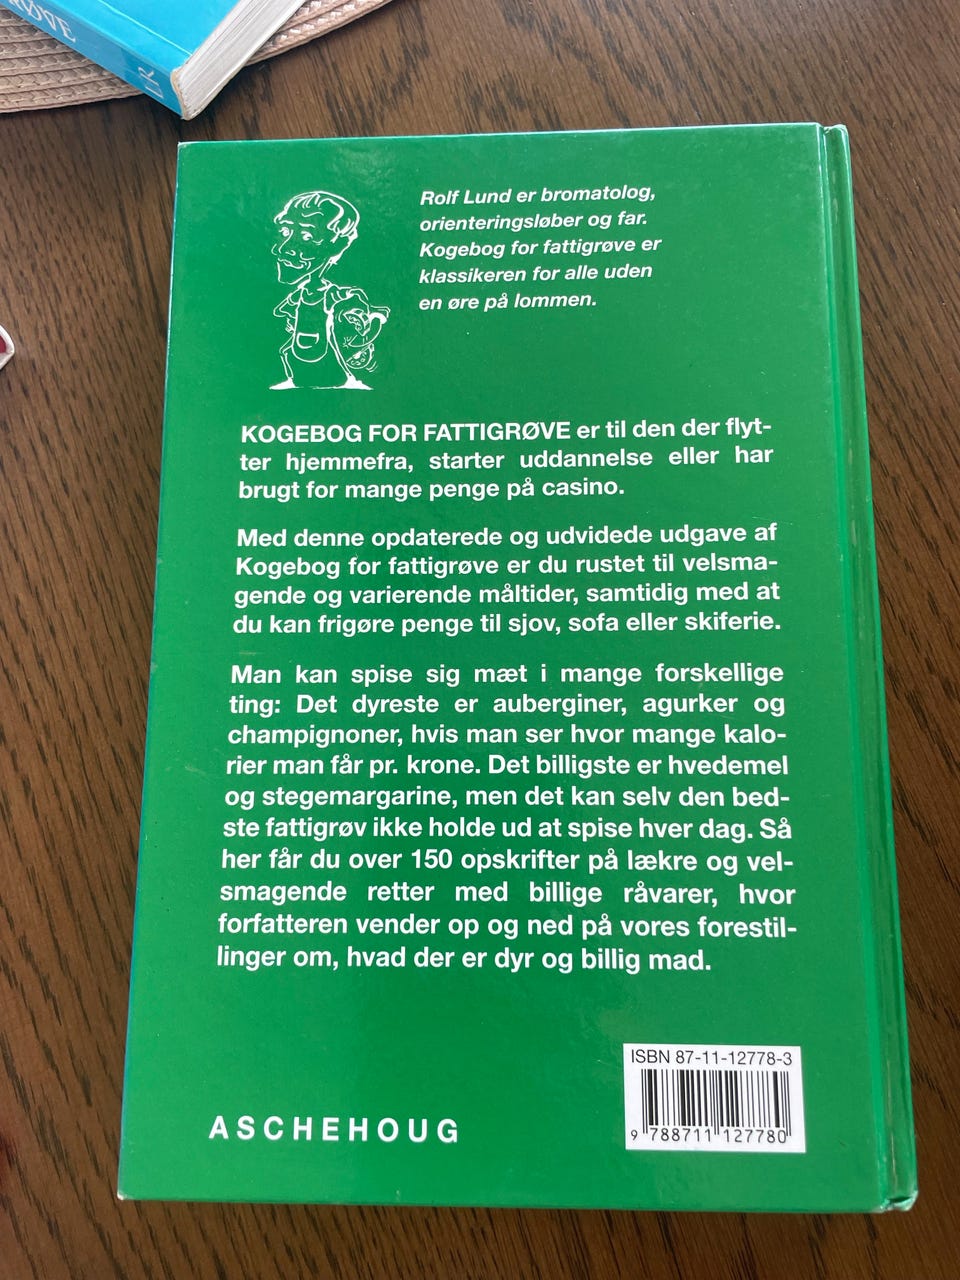 RØVE
LR
Rolf Lund er bromatolog,
orienteringsløber og far.
Kogebog for fattigrøve er
klassikeren for alle uden
en øre på lommen.
KOGEBOG FOR FATTIGRØVE er til den der flyt-
ter hjemmefra, starter uddannelse eller har
brugt for mange penge på casino.
Med denne opdaterede og udvidede udgave af
Kogebog for fattigrøve er du rustet til velsma-
gende og varierende måltider, samtidig med at
du kan frigøre penge til sjov, sofa eller skiferie.
Man kan spise sig mæt i mange forskellige
ting: Det dyreste er auberginer, agurker og
champignoner, hvis man ser hvor mange kalo-
rier man får pr. krone. Det billigste er hvedemel
og stegemargarine, men det kan selv den bed-
ste fattigrøv ikke holde ud at spise hver dag. Så
her får du over 150 opskrifter på lækre og vel-
smagende retter med billige råvarer, hvor
forfatteren vender op og ned på vores forestil-
linger om, hvad der er dyr og billig mad.
ISBN 87-11-12778-3
9 788711 127780
ASCHEHOUG